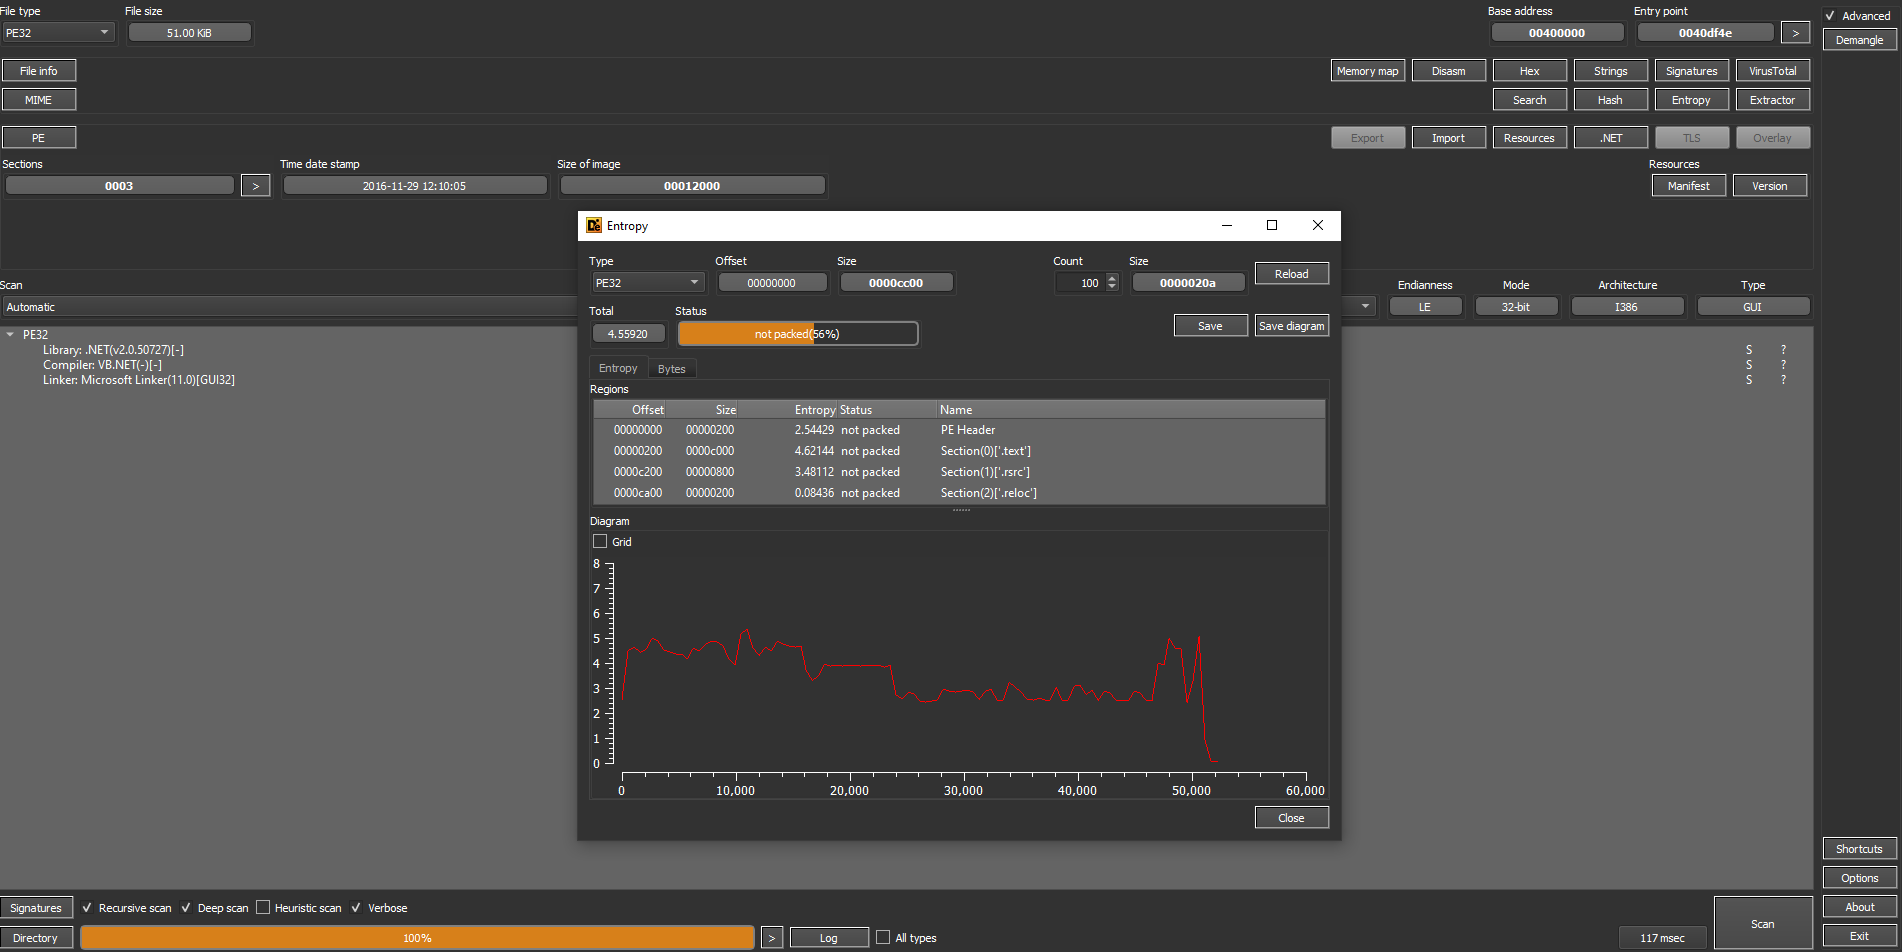 File type File size Base address Entry point Advanced
PE32 51.00 KiB 00400000 0040df4e > Demangle
File info Memory map Disasm Hex Strings Signatures VirusTotal
MIME Search Hash Entropy Extractor
PE Export Import Resources .NET TLS Overlay
Sections Time date stamp Size of image Resources
0003 > 2016-11-29 12:10:05 00012000 Manifest Version
Scan Endianness Mode Architecture Type
Automatic LE 32-bit I386 GUI
PE32
Library: .NET(v2.0.50727)[-] S ?
Compiler: VB.NET(-)[-] S ?
Linker: Microsoft Linker(11.0)[GUI32] S ?
Entropy
Type Offset Size Count Size
PE32 00000000 0000cc00 100 0000020a Reload
Total Status
4.55920 not packed(56%) Save Save diagram
Entropy Bytes
Regions
Offset Size Entropy Status Name
00000000 00000200 2.54429 not packed PE Header
00000200 0000c000 4.62144 not packed Section(0)['.text']
0000c200 00000800 3.48112 not packed Section(1)['.rsrc']
0000ca00 00000200 0.08436 not packed Section(2)['.reloc']
Diagram
Grid
8
7
6
5
4
3
2
1
0
0 10,000 20,000 30,000 40,000 50,000 60,000
Close
Shortcuts
Options
Signatures Recursive scan Deep scan Heuristic scan Verbose Scan About
Directory 100% > Log All types 117 msec Exit